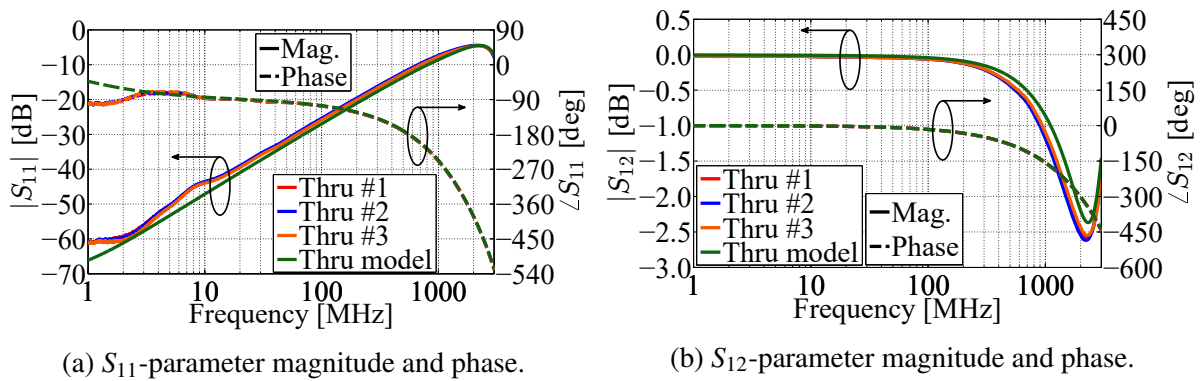 0
−10
−20
−30
−40
−50
−60
−70
|S11| [dB]
90
0
−90
−180
−270
−360
−450
−540
∠S11 [deg]
Mag.
Phase
Thru #1
Thru #2
Thru #3
Thru model
1
10
100
1000
Frequency [MHz]
(a) S11-parameter magnitude and phase.
0.5
0.0
−0.5
−1.0
−1.5
−2.0
−2.5
−3.0
|S12| [dB]
450
300
150
0
−150
−300
−450
−600
∠S12 [deg]
Thru #1
Thru #2
Thru #3
Thru model
Mag.
Phase
1
10
100
1000
Frequency [MHz]
(b) S12-parameter magnitude and phase.